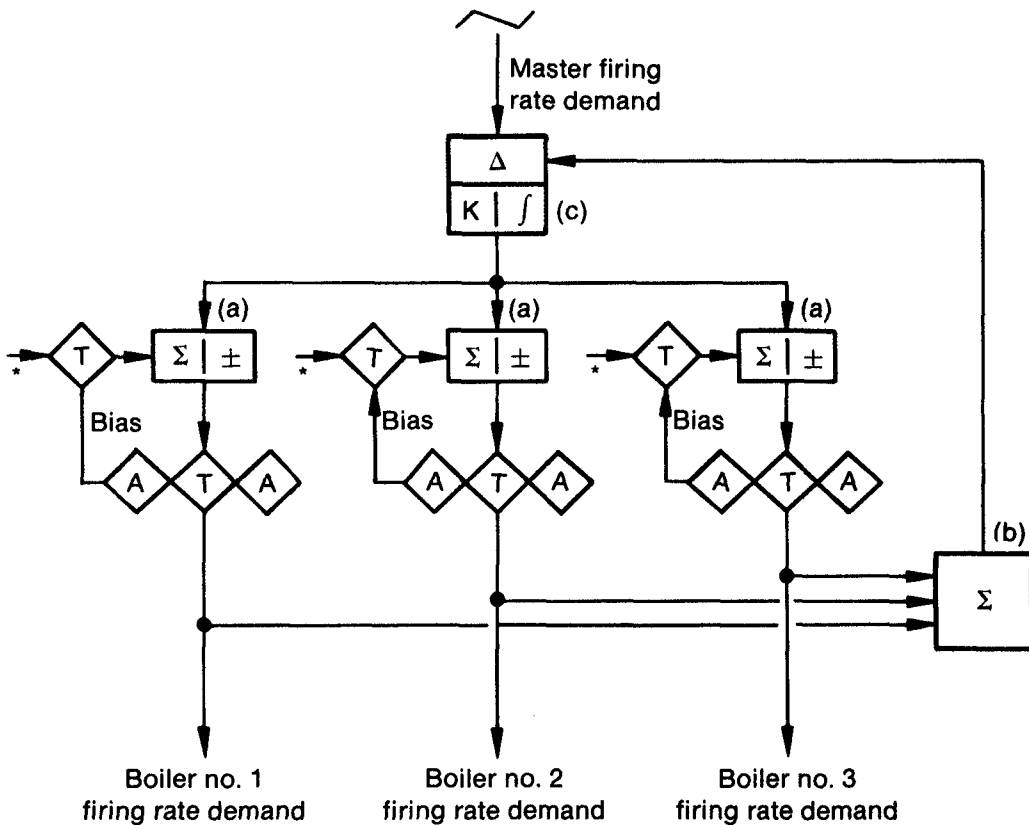 Master firing
rate demand
Δ
K ∫ (c)
(a) (a) (a)
* T Σ ± * T Σ ± * T Σ ±
Bias Bias Bias
A T A A T A A T A
(b)
Σ
Boiler no. 1
firing rate demand
Boiler no. 2
firing rate demand
Boiler no. 3
firing rate demand